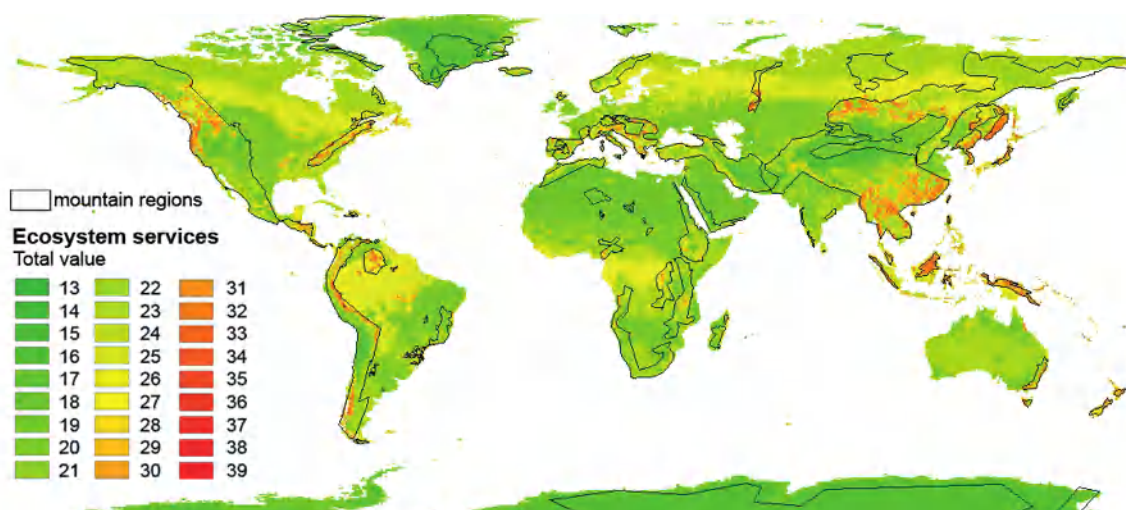 mountain regions
Ecosystem services
Total value
13 22 31
14 23 32
15 24 33
16 25 34
17 26 35
18 27 36
19 28 37
20 29 38
21 30 39